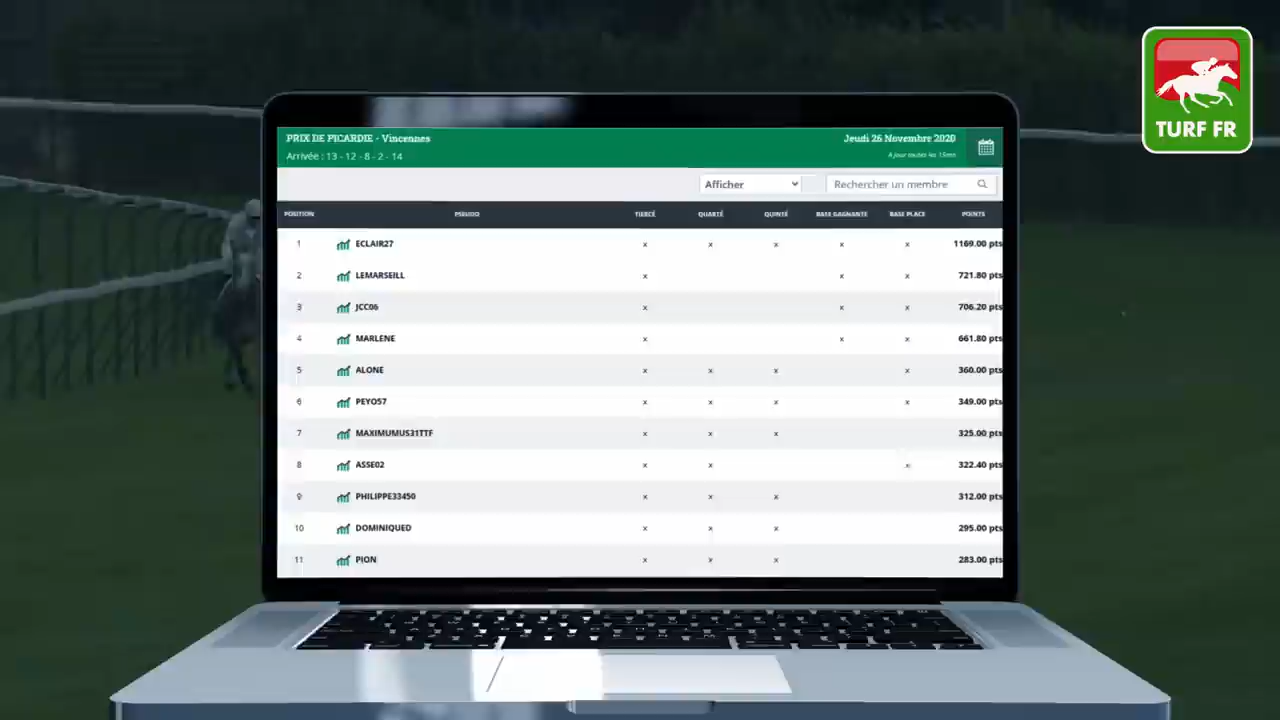 TURF FR
PRIX DE PICARDIE - Vincennes
Jeudi 26 Novembre 2020
Arrivée : 13 - 12 - 8 - 2 - 14
A jour toutes les 15mn
Afficher
Rechercher un membre
POSITION PSEUDO TIERCÉ QUARTÉ QUINTÉ BASE GAGNANTE BASE PLACE POINTS
1 ECLAIR27 x x x x x 1169.00 pts
2 LEMARSEILL x x x 721.80 pts
3 JCC06 x x x 706.20 pts
4 MARLENE x x x 661.80 pts
5 ALONE x x x x 360.00 pts
6 PEYO57 x x x x 349.00 pts
7 MAXIMUMUS31TTF x x x 325.00 pts
8 ASSE02 x x x 322.40 pts
9 PHILIPPE33450 x x x 312.00 pts
10 DOMINIQUED x x x 295.00 pts
11 PION x x x 283.00 pts